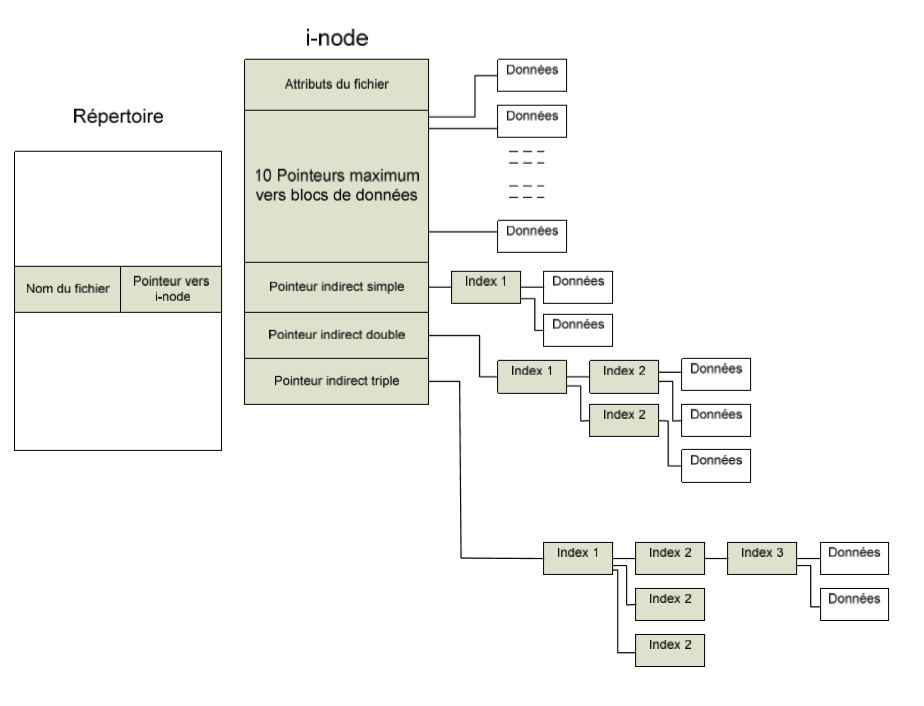 i-node
Répertoire
Nom du fichier
Pointeur vers
i-node
Attributs du fichier
10 Pointeurs maximum
vers blocs de données
Pointeur indirect simple
Pointeur indirect double
Pointeur indirect triple
Données
Données
Données
Index 1
Données
Données
Index 1
Index 2
Données
Index 2
Données
Données
Index 1
Index 2
Index 3
Données
Index 2
Données
Index 2